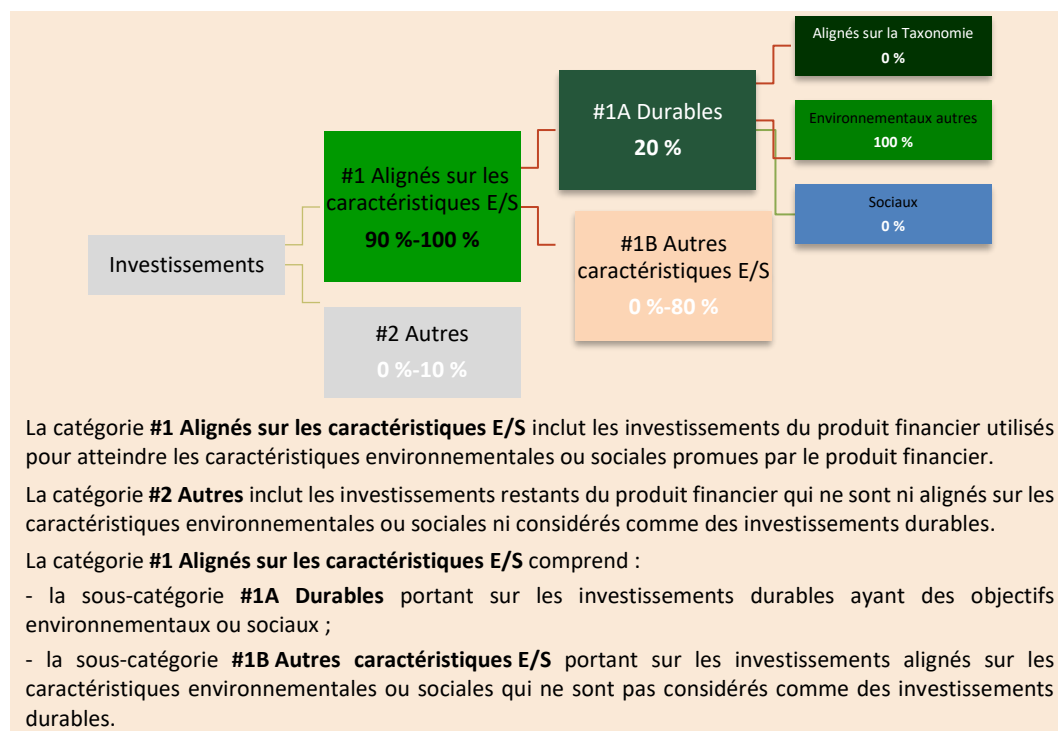 Alignés sur la Taxonomie
0 %
#1A Durables
20 %
Environnementaux autres
100 %
Sociaux
0 %
#1 Alignés sur les
caractéristiques E/S
90 %-100 %
#1B Autres
caractéristiques E/S
0 %-80 %
Investissements
#2 Autres
0 %-10 %
La catégorie #1 Alignés sur les caractéristiques E/S inclut les investissements du produit financier utilisés
pour atteindre les caractéristiques environnementales ou sociales promues par le produit financier.
La catégorie #2 Autres inclut les investissements restants du produit financier qui ne sont ni alignés sur les
caractéristiques environnementales ou sociales ni considérés comme des investissements durables.
La catégorie #1 Alignés sur les caractéristiques E/S comprend :
- la sous-catégorie #1A Durables portant sur les investissements durables ayant des objectifs
environnementaux ou sociaux ;
- la sous-catégorie #1B Autres caractéristiques E/S portant sur les investissements alignés sur les
caractéristiques environnementales ou sociales qui ne sont pas considérés comme des investissements
durables.